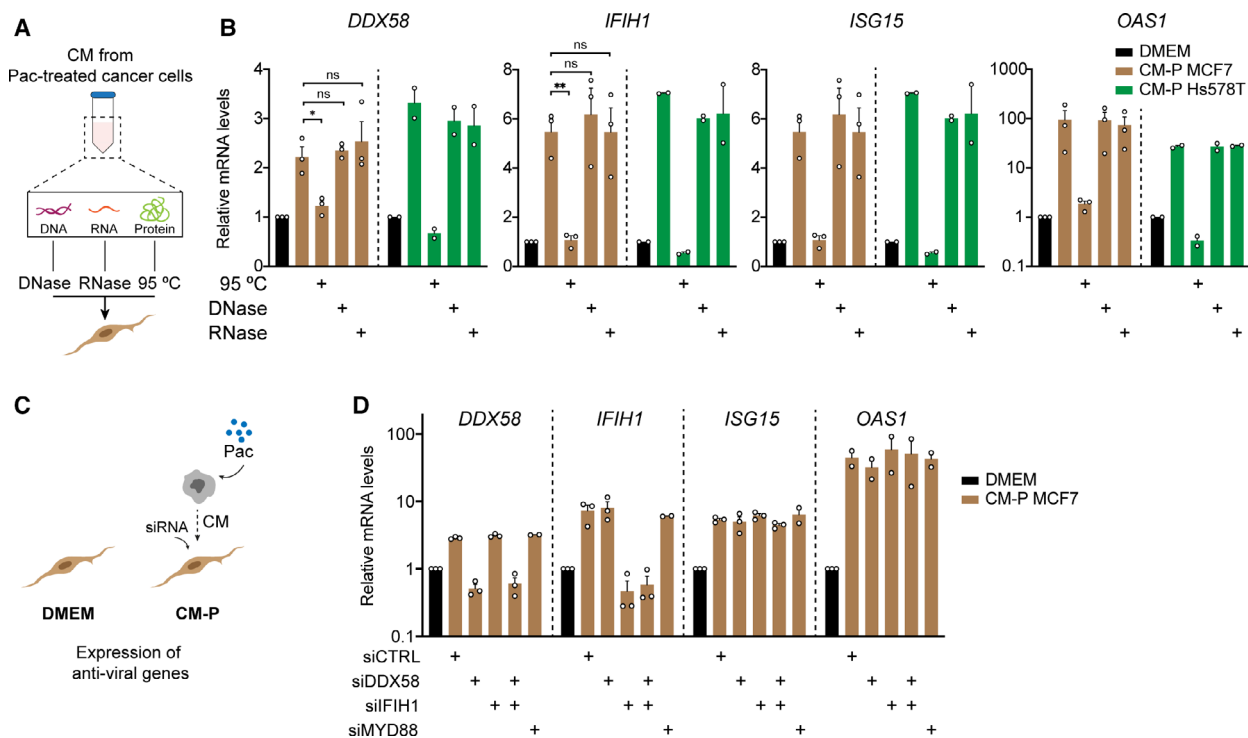 A
CM from
Pac-treated cancer cells
DNA RNA Protein
DNase RNase 95 ºC
B
DDX58 IFIH1 ISG15 OAS1
DMEM
CM-P MCF7
CM-P Hs578T
Relative mRNA levels
4
3
2
1
0
ns
ns
*
8
6
4
2
0
ns
ns
**
8
6
4
2
0
1000
100
10
1
0.1
95 ºC + + + + + + + +
DNase + + + + + + + +
RNase + + + + + + + +
C
Pac
siRNA CM
DMEM CM-P
Expression of
anti-viral genes
D
DDX58 IFIH1 ISG15 OAS1
Relative mRNA levels
100
10
1
0.1
DMEM
CM-P MCF7
siCTRL + + + +
siDDX58 + + + + + + + +
siIFIH1 + + + + + + + +
siMYD88 + + + +